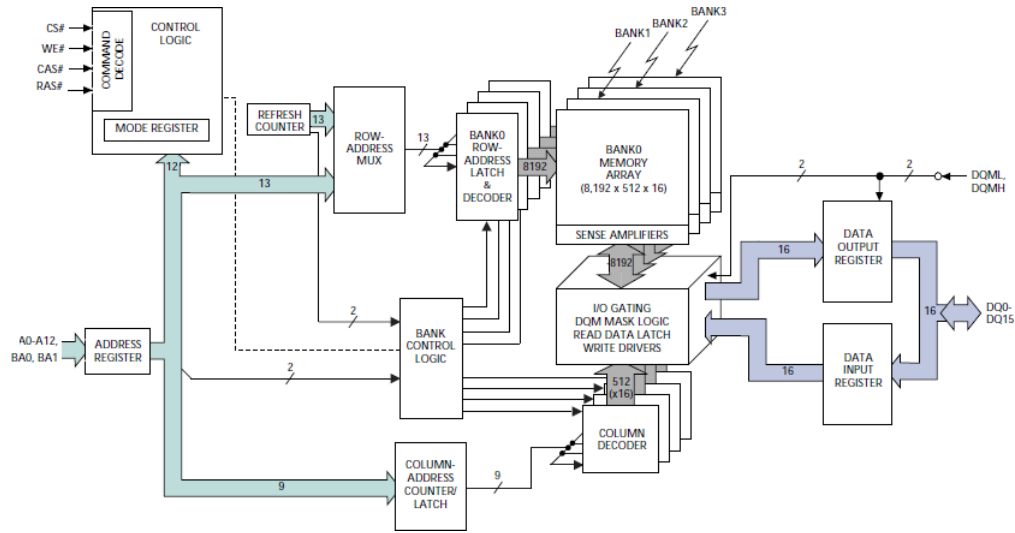 CS#
WE#
CAS#
RAS#
COMMAND
DECODE
CONTROL
LOGIC
MODE REGISTER
12
REFRESH
COUNTER
13
13
ROW-
ADDRESS
MUX
13
BANK0
ROW-
ADDRESS
LATCH
&
DECODER
8192
BANK1
BANK2
BANK3
BANK0
MEMORY
ARRAY
(8,192 x 512 x 16)
SENSE AMPLIFIERS
8192
2
2
DQML,
DQMH
16
DATA
OUTPUT
REGISTER
16
DQ0-
DQ15
I/O GATING
DQM MASK LOGIC
READ DATA LATCH
WRITE DRIVERS
16
DATA
INPUT
REGISTER
A0-A12,
BA0, BA1
ADDRESS
REGISTER
2
2
BANK
CONTROL
LOGIC
512
(x16)
COLUMN
DECODER
9
COLUMN-
ADDRESS
COUNTER/
LATCH
9